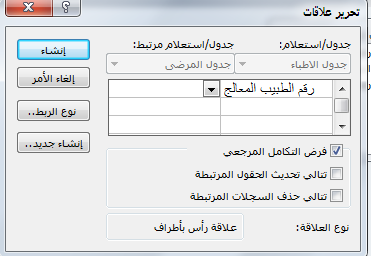 تحرير علاقات
جدول/استعلام: جدول/استعلام مرتبط:
جدول الاطباء جدول المرضى
رقم الطبيب المعالج
إنشاء
إلغاء الأمر
نوع الربط..
إنشاء جديد..
فرض التكامل المرجعي
تتالي تحديث الحقول المرتبطة
تتالي حذف السجلات المرتبطة
نوع العلاقة: علاقة رأس بأطراف